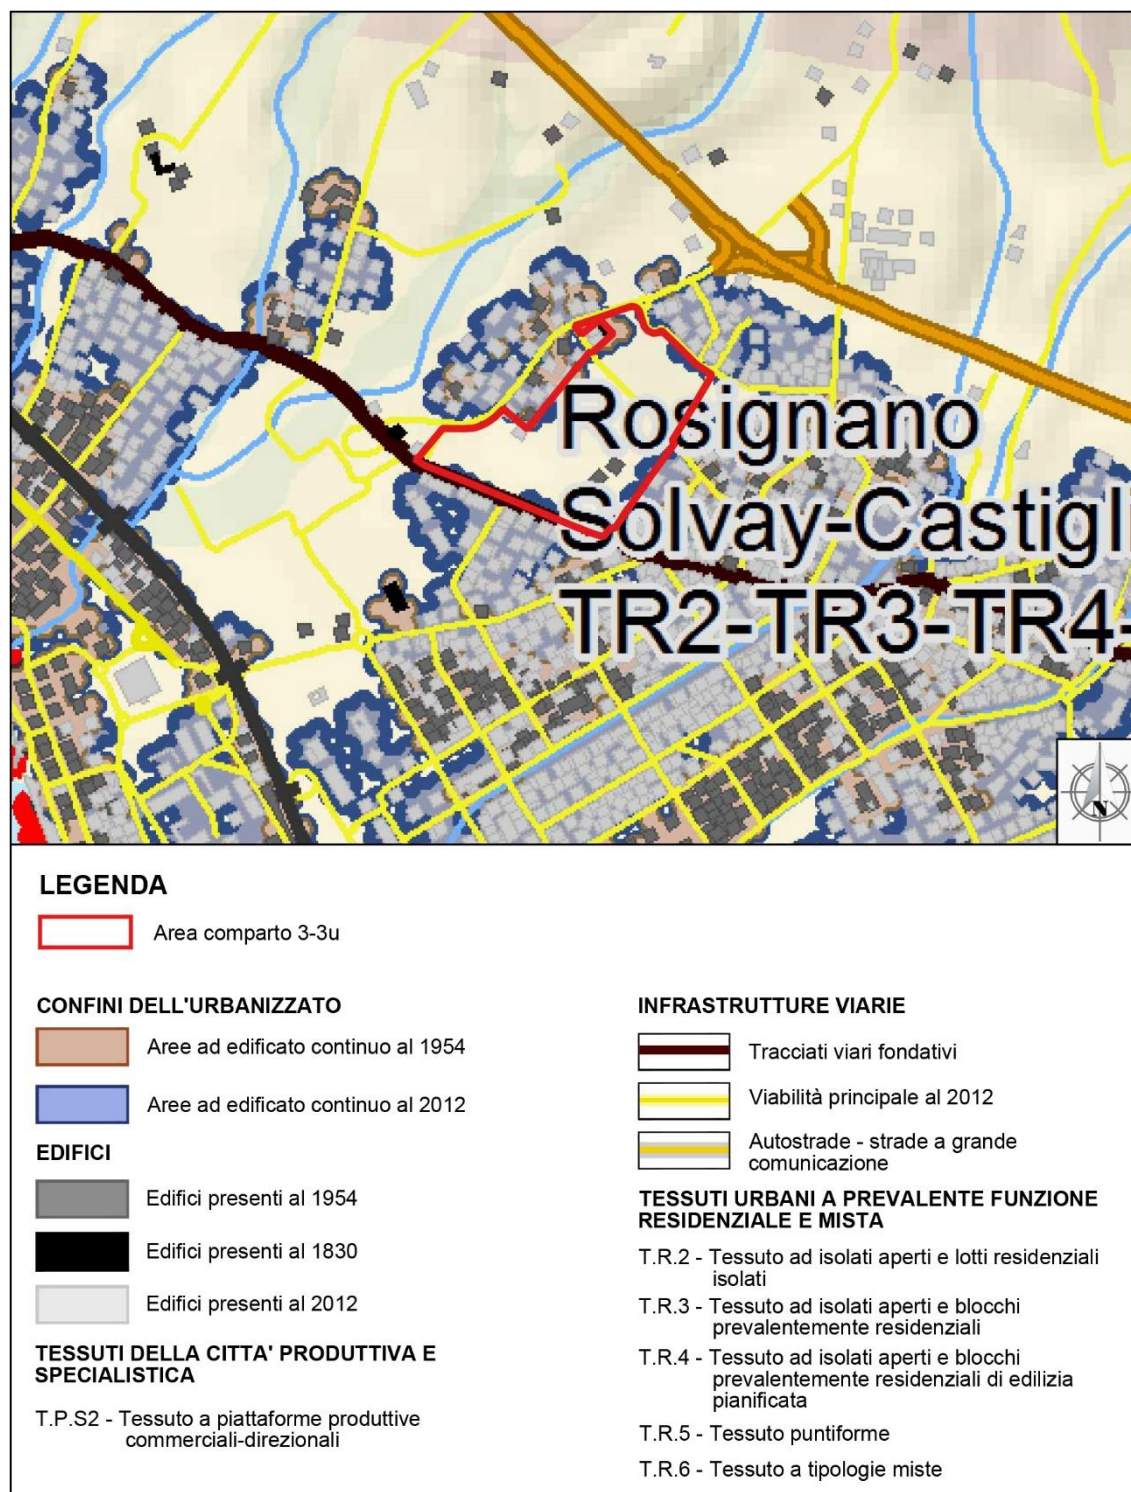 Rosignano
Solvay-Castigli
TR2-TR3-TR4-
N
LEGENDA
Area comparto 3-3u
CONFINI DELL'URBANIZZATO
Aree ad edificato continuo al 1954
Aree ad edificato continuo al 2012
EDIFICI
Edifici presenti al 1954
Edifici presenti al 1830
Edifici presenti al 2012
TESSUTI DELLA CITTA' PRODUTTIVA E
SPECIALISTICA
T.P.S2 - Tessuto a piattaforme produttive
commerciali-direzionali
INFRASTRUTTURE VIARIE
Tracciati viari fondativi
Viabilità principale al 2012
Autostrade - strade a grande
comunicazione
TESSUTI URBANI A PREVALENTE FUNZIONE
RESIDENZIALE E MISTA
T.R.2 - Tessuto ad isolati aperti e lotti residenziali
isolati
T.R.3 - Tessuto ad isolati aperti e blocchi
prevalentemente residenziali
T.R.4 - Tessuto ad isolati aperti e blocchi
prevalentemente residenziali di edilizia
pianificata
T.R.5 - Tessuto puntiforme
T.R.6 - Tessuto a tipologie miste